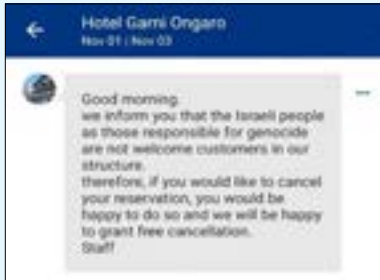 Hotel Garni Ongaro
Nov 01 | Nov 03
Good morning.
we inform you that the Israeli people
as those responsible for genocide
are not welcome customers in our
structure.
therefore, if you would like to cancel
your reservation, you would be
happy to do so and we will be happy
to grant free cancellation.
Staff